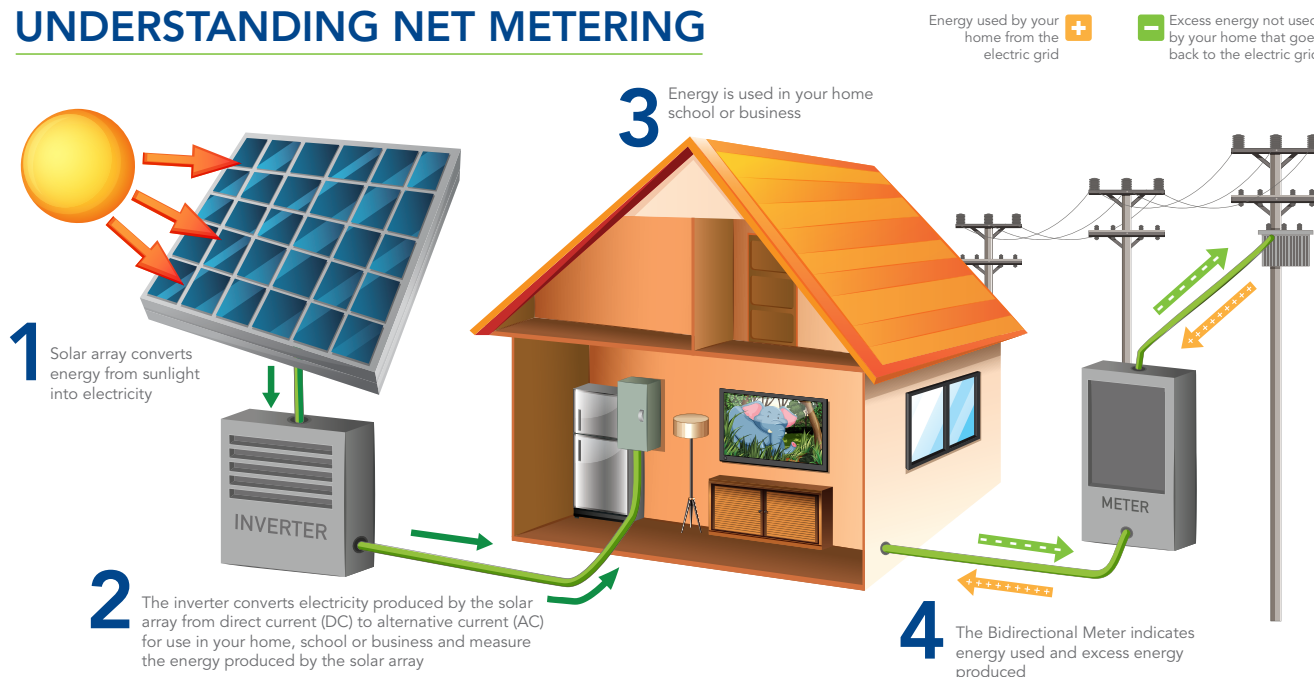 UNDERSTANDING NET METERING
Energy used by your
home from the
electric grid
+
−
Excess energy not used
by your home that goe
back to the electric gri
3
Energy is used in your home
school or business
1
Solar array converts
energy from sunlight
into electricity
INVERTER
METER
2
The inverter converts electricity produced by the solar
array from direct current (DC) to alternative current (AC)
for use in your home, school or business and measure
the energy produced by the solar array
4
The Bidirectional Meter indicates
energy used and excess energy
produced